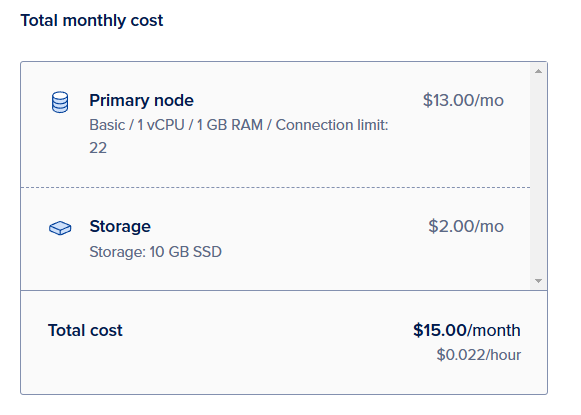 Total monthly cost
Primary node $13.00/mo
Basic / 1 vCPU / 1 GB RAM / Connection limit:
22
Storage $2.00/mo
Storage: 10 GB SSD
Total cost $15.00/month
$0.022/hour